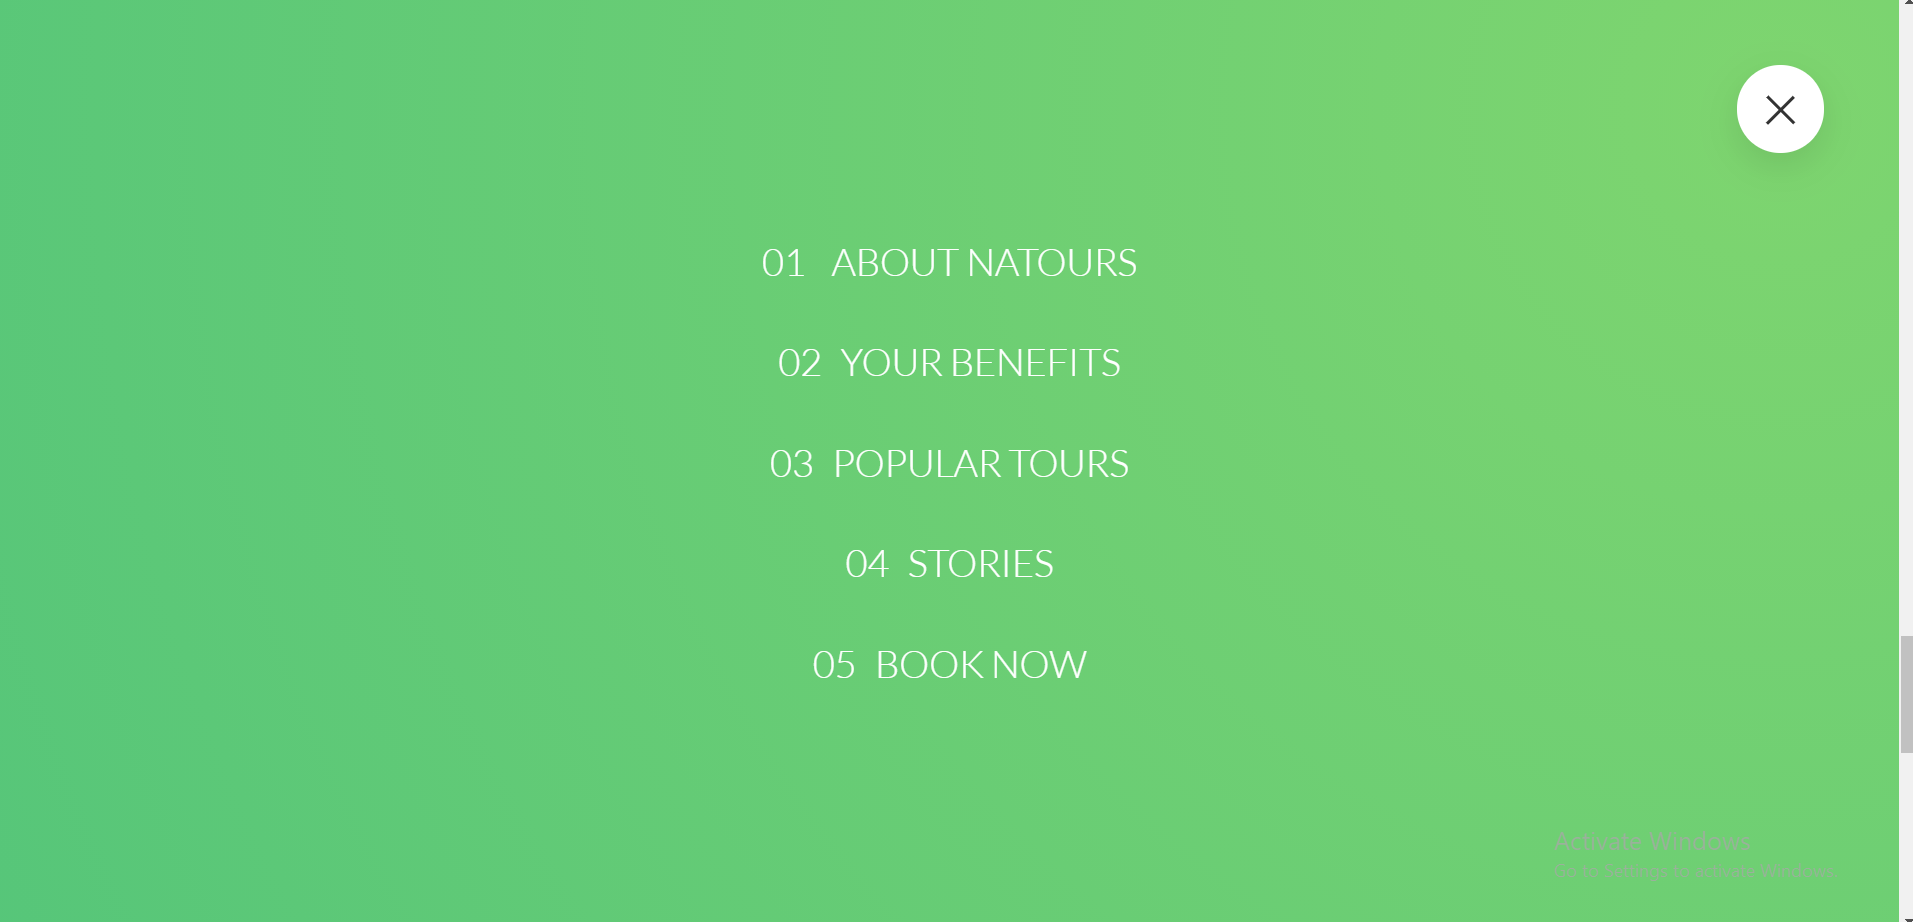 01 ABOUT NATOURS
02 YOUR BENEFITS
03 POPULAR TOURS
04 STORIES
05 BOOK NOW
Activate Windows
Go to Settings to activate Windows.